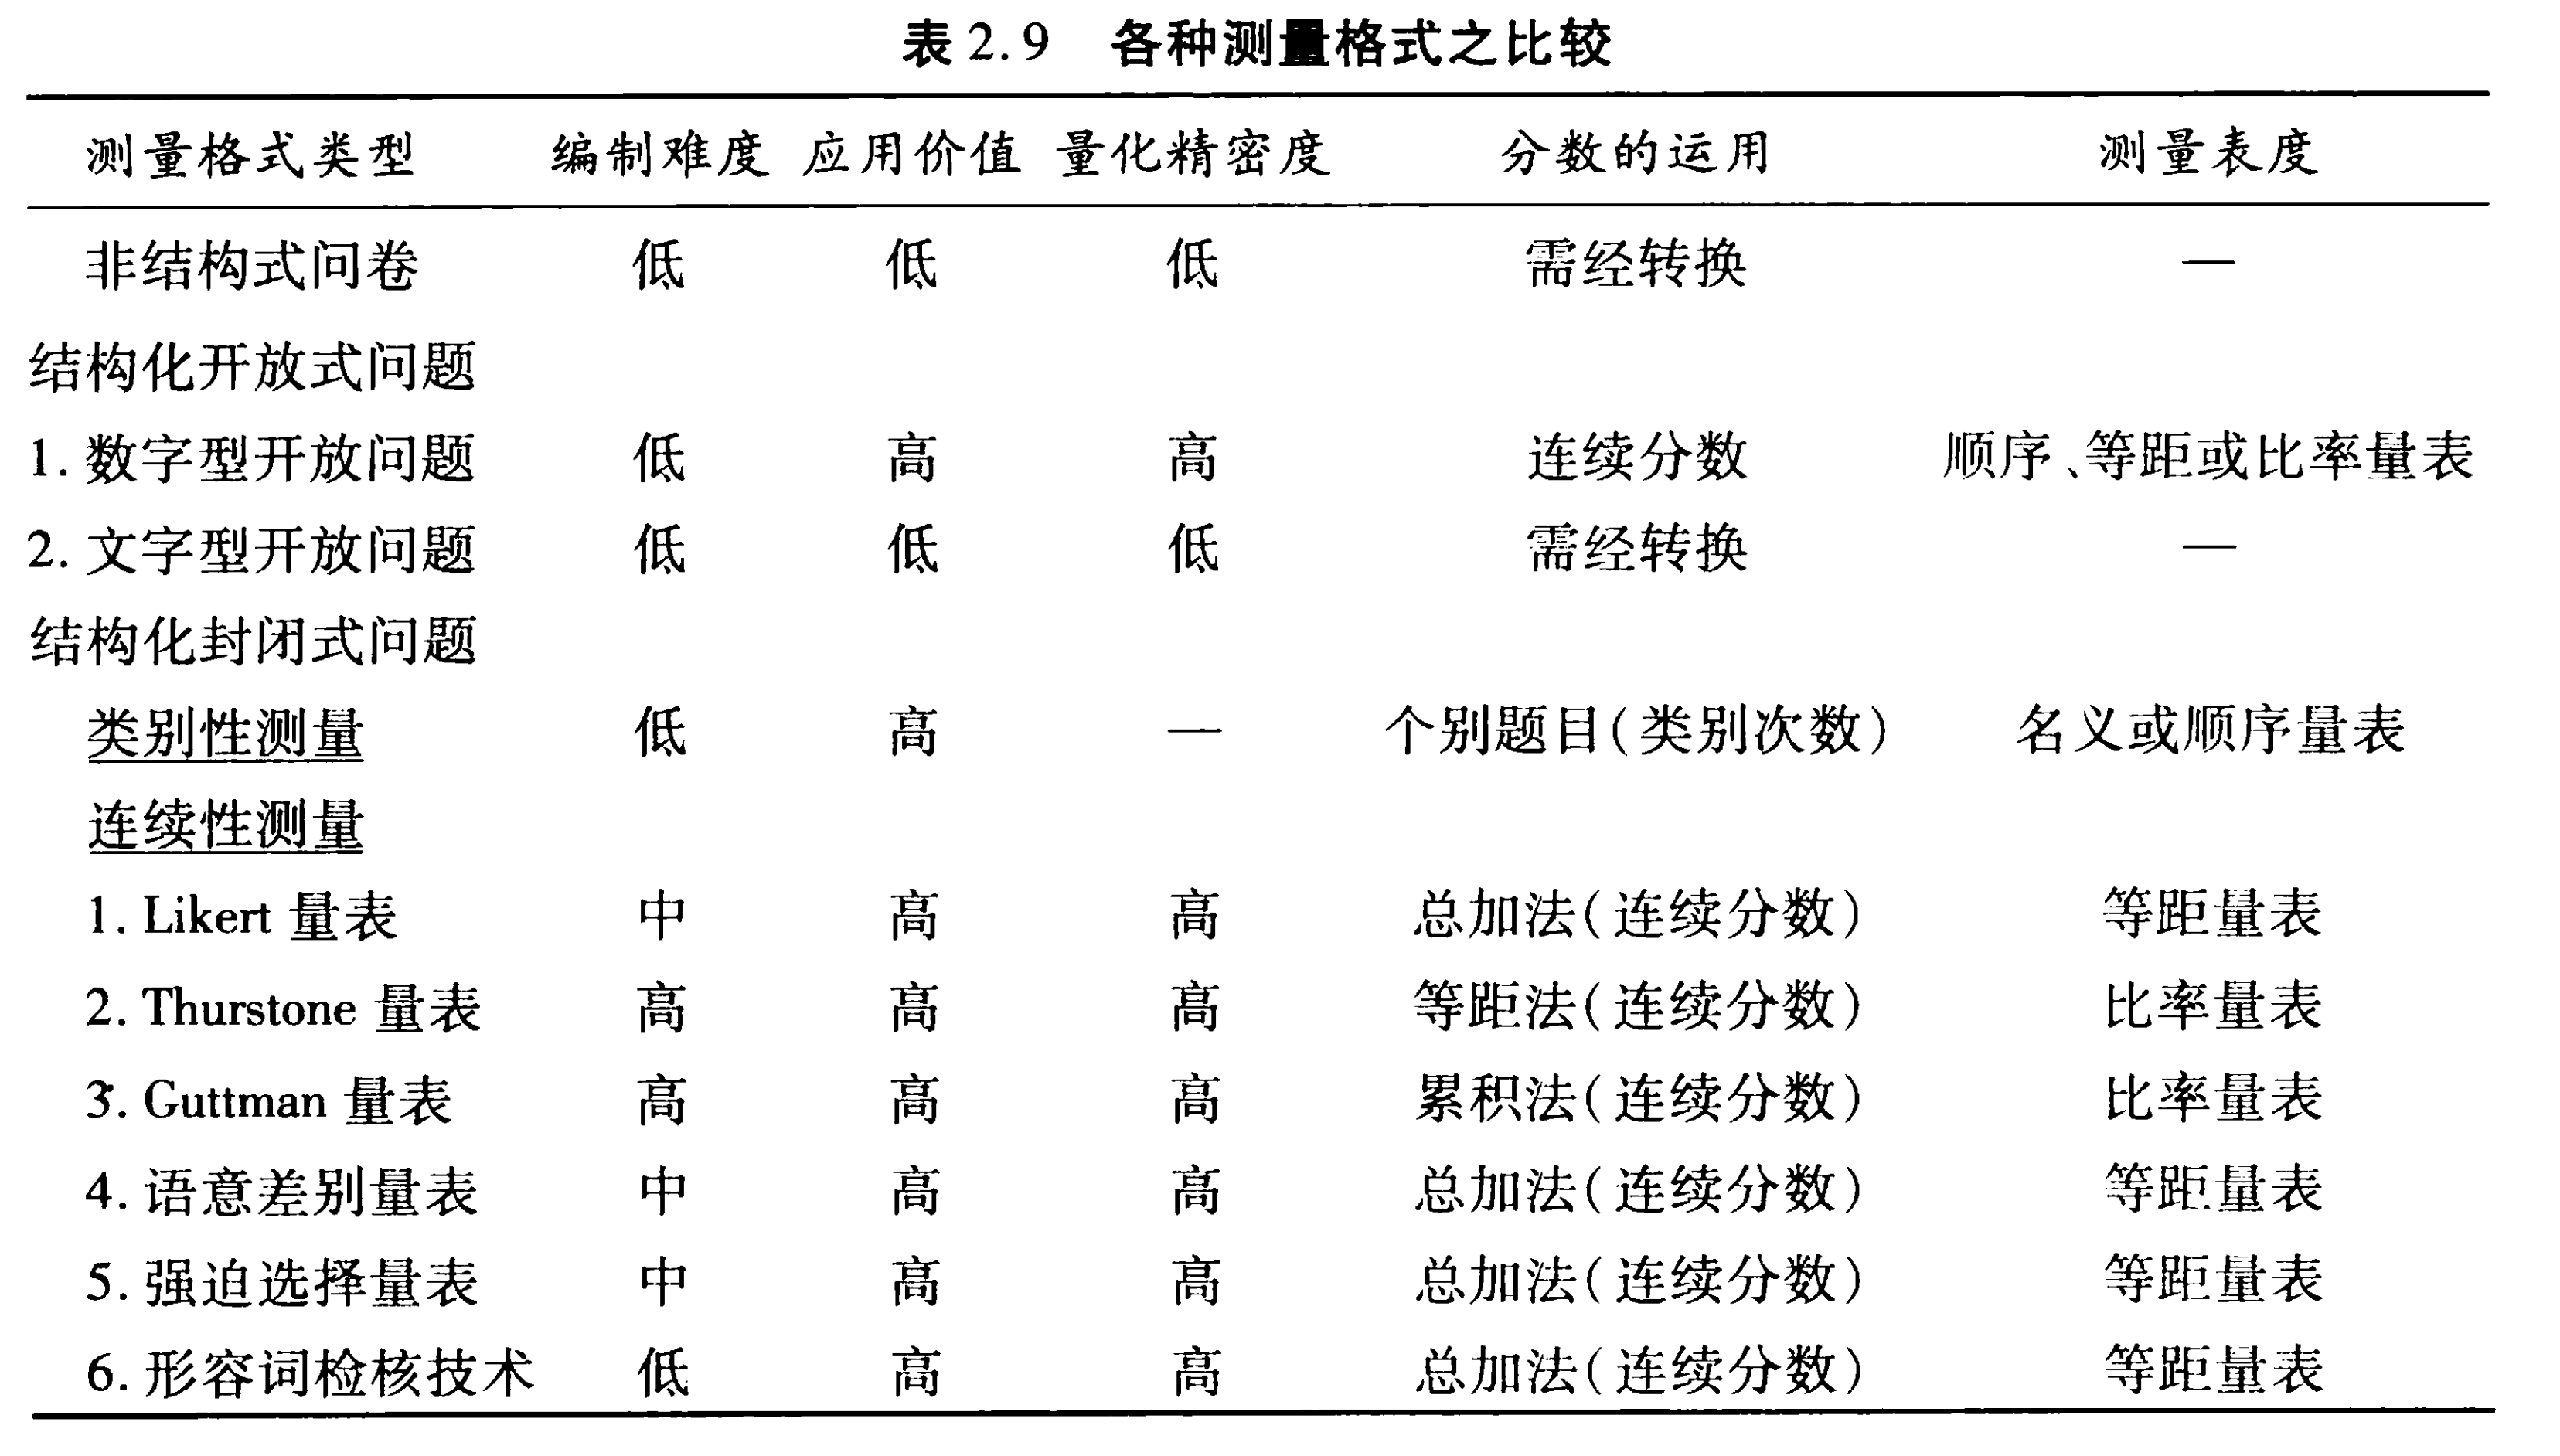 表2.9 各种测量格式之比较
测量格式类型 编制难度 应用价值 量化精密度 分数的运用 测量表度
非结构式问卷 低 低 低 需经转换 —
结构化开放式问题
1.数字型开放问题 低 高 高 连续分数 顺序、等距或比率量表
2.文字型开放问题 低 低 低 需经转换 —
结构化封闭式问题
类别性测量 低 高 — 个别题目(类别次数) 名义或顺序量表
连续性测量
1.Likert 量表 中 高 高 总加法(连续分数) 等距量表
2.Thurstone 量表 高 高 高 等距法(连续分数) 比率量表
3.Guttman 量表 高 高 高 累积法(连续分数) 比率量表
4.语意差别量表 中 高 高 总加法(连续分数) 等距量表
5.强迫选择量表 中 高 高 总加法(连续分数) 等距量表
6.形容词检核技术 低 高 高 总加法(连续分数) 等距量表